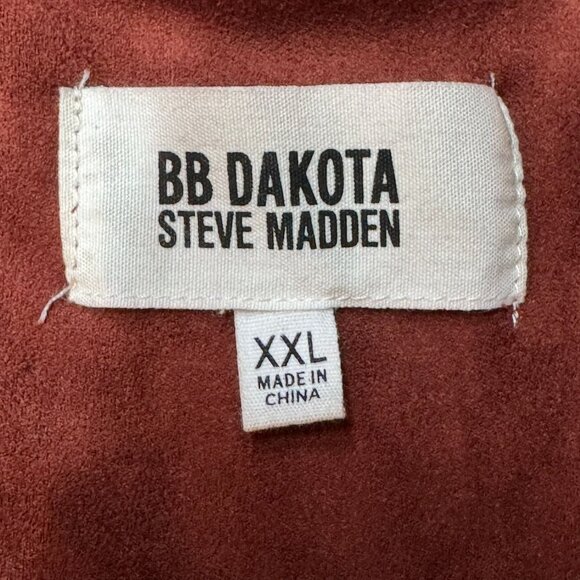 BB DAKOTA
STEVE MADDEN
XXL
MADE IN
CHINA